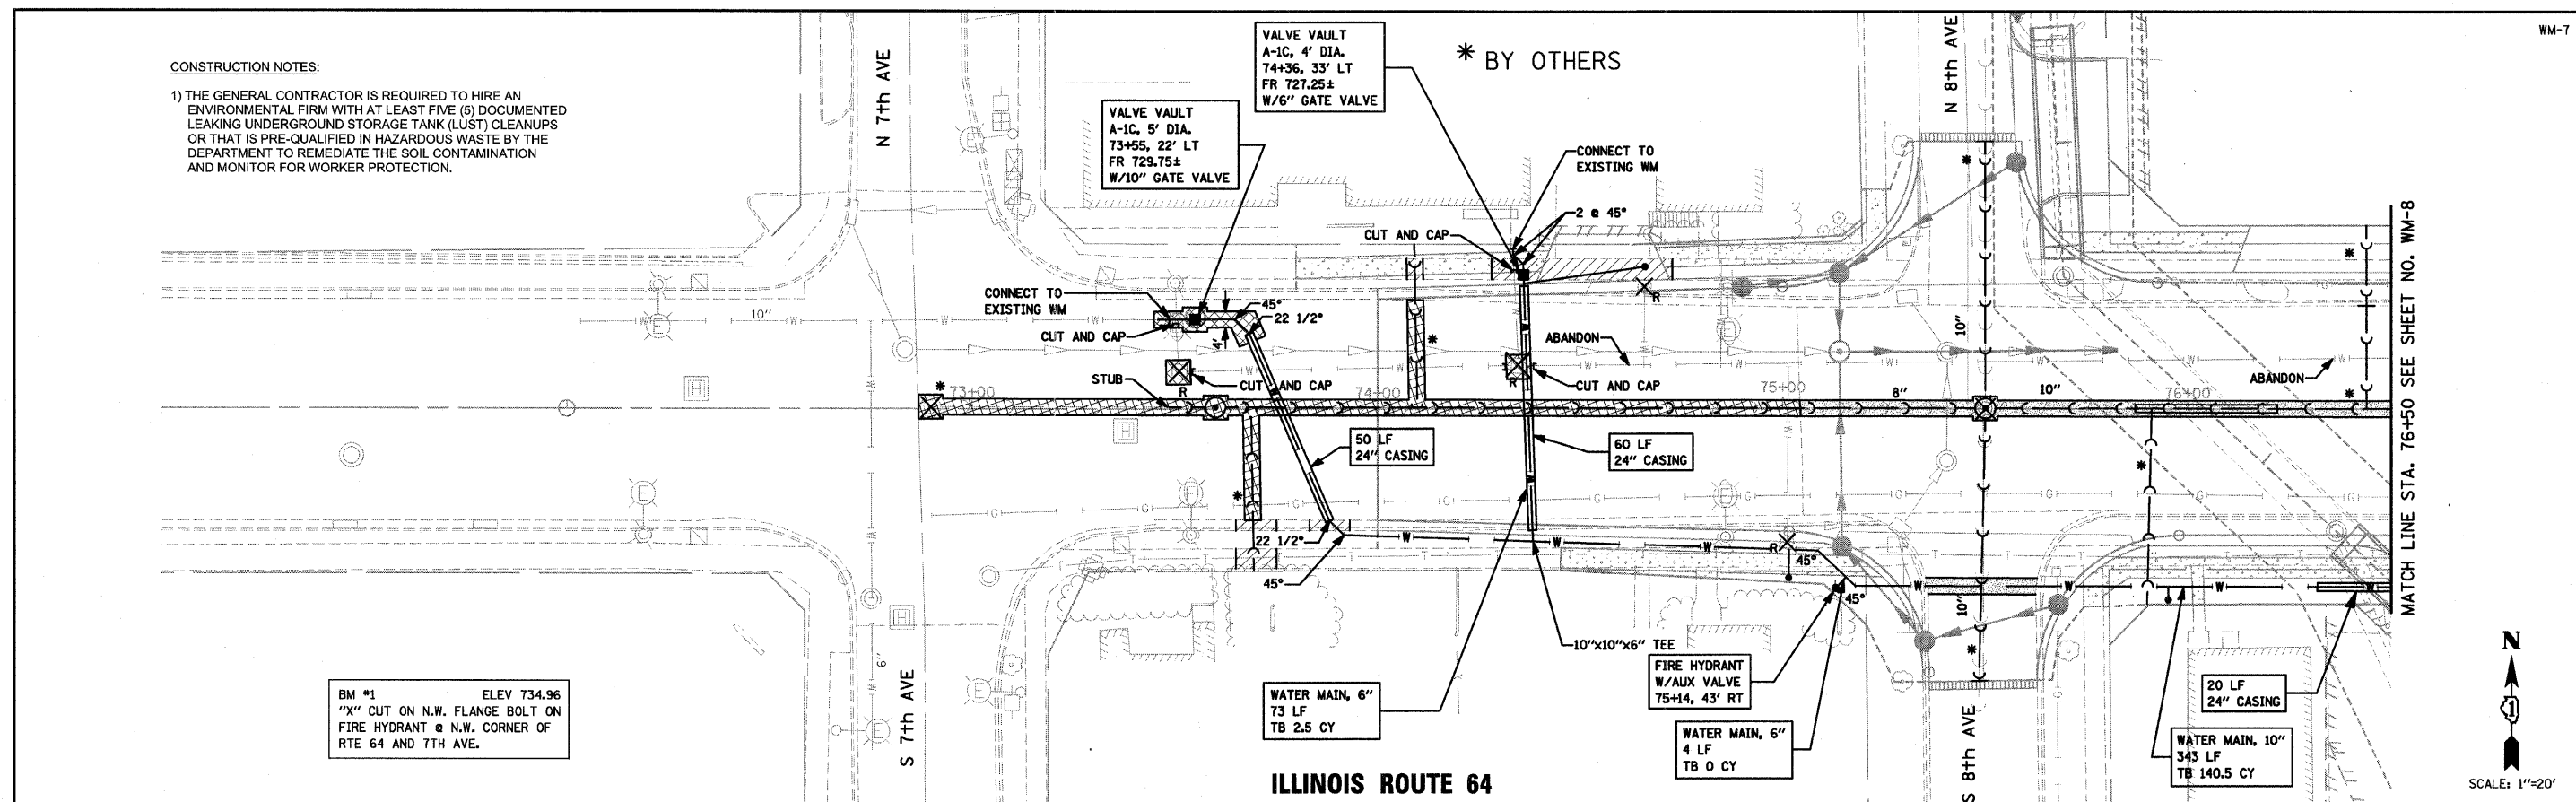 WM-7
CONSTRUCTION NOTES:
1) THE GENERAL CONTRACTOR IS REQUIRED TO HIRE AN
ENVIRONMENTAL FIRM WITH AT LEAST FIVE (5) DOCUMENTED
LEAKING UNDERGROUND STORAGE TANK (LUST) CLEANUPS
OR THAT IS PRE-QUALIFIED IN HAZARDOUS WASTE BY THE
DEPARTMENT TO REMEDIATE THE SOIL CONTAMINATION
AND MONITOR FOR WORKER PROTECTION.
N 7th AVE
VALVE VAULT
A-1C, 5' DIA.
73+55, 22' LT
FR 729.75±
W/10" GATE VALVE
VALVE VAULT
A-1C, 4' DIA.
74+36, 33' LT
FR 727.25±
W/6" GATE VALVE
* BY OTHERS
N 8th AVE
CONNECT TO
EXISTING WM
2 @ 45°
CUT AND CAP
CONNECT TO
EXISTING WM
CUT AND CAP
45°
22 1/2°
4'
10"
R
ABANDON
10"
STUB
R
CUT AND CAP
R
CUT AND CAP
ABANDON
73+00
74+00
75+00
8"
10"
76+00
MATCH LINE STA. 76+50 SEE SHEET NO. WM-8
50 LF
24" CASING
60 LF
24" CASING
22 1/2°
45°
R
45°
45°
10"
10"x10"x6" TEE
6"
S 7th AVE
BM #1 ELEV 734.96
"X" CUT ON N.W. FLANGE BOLT ON
FIRE HYDRANT @ N.W. CORNER OF
RTE 64 AND 7TH AVE.
WATER MAIN, 6"
73 LF
TB 2.5 CY
FIRE HYDRANT
W/AUX VALVE
75+14, 43' RT
WATER MAIN, 6"
4 LF
TB 0 CY
S 8th AVE
20 LF
24" CASING
WATER MAIN, 10"
343 LF
TB 140.5 CY
N
1
SCALE: 1"=20'
ILLINOIS ROUTE 64